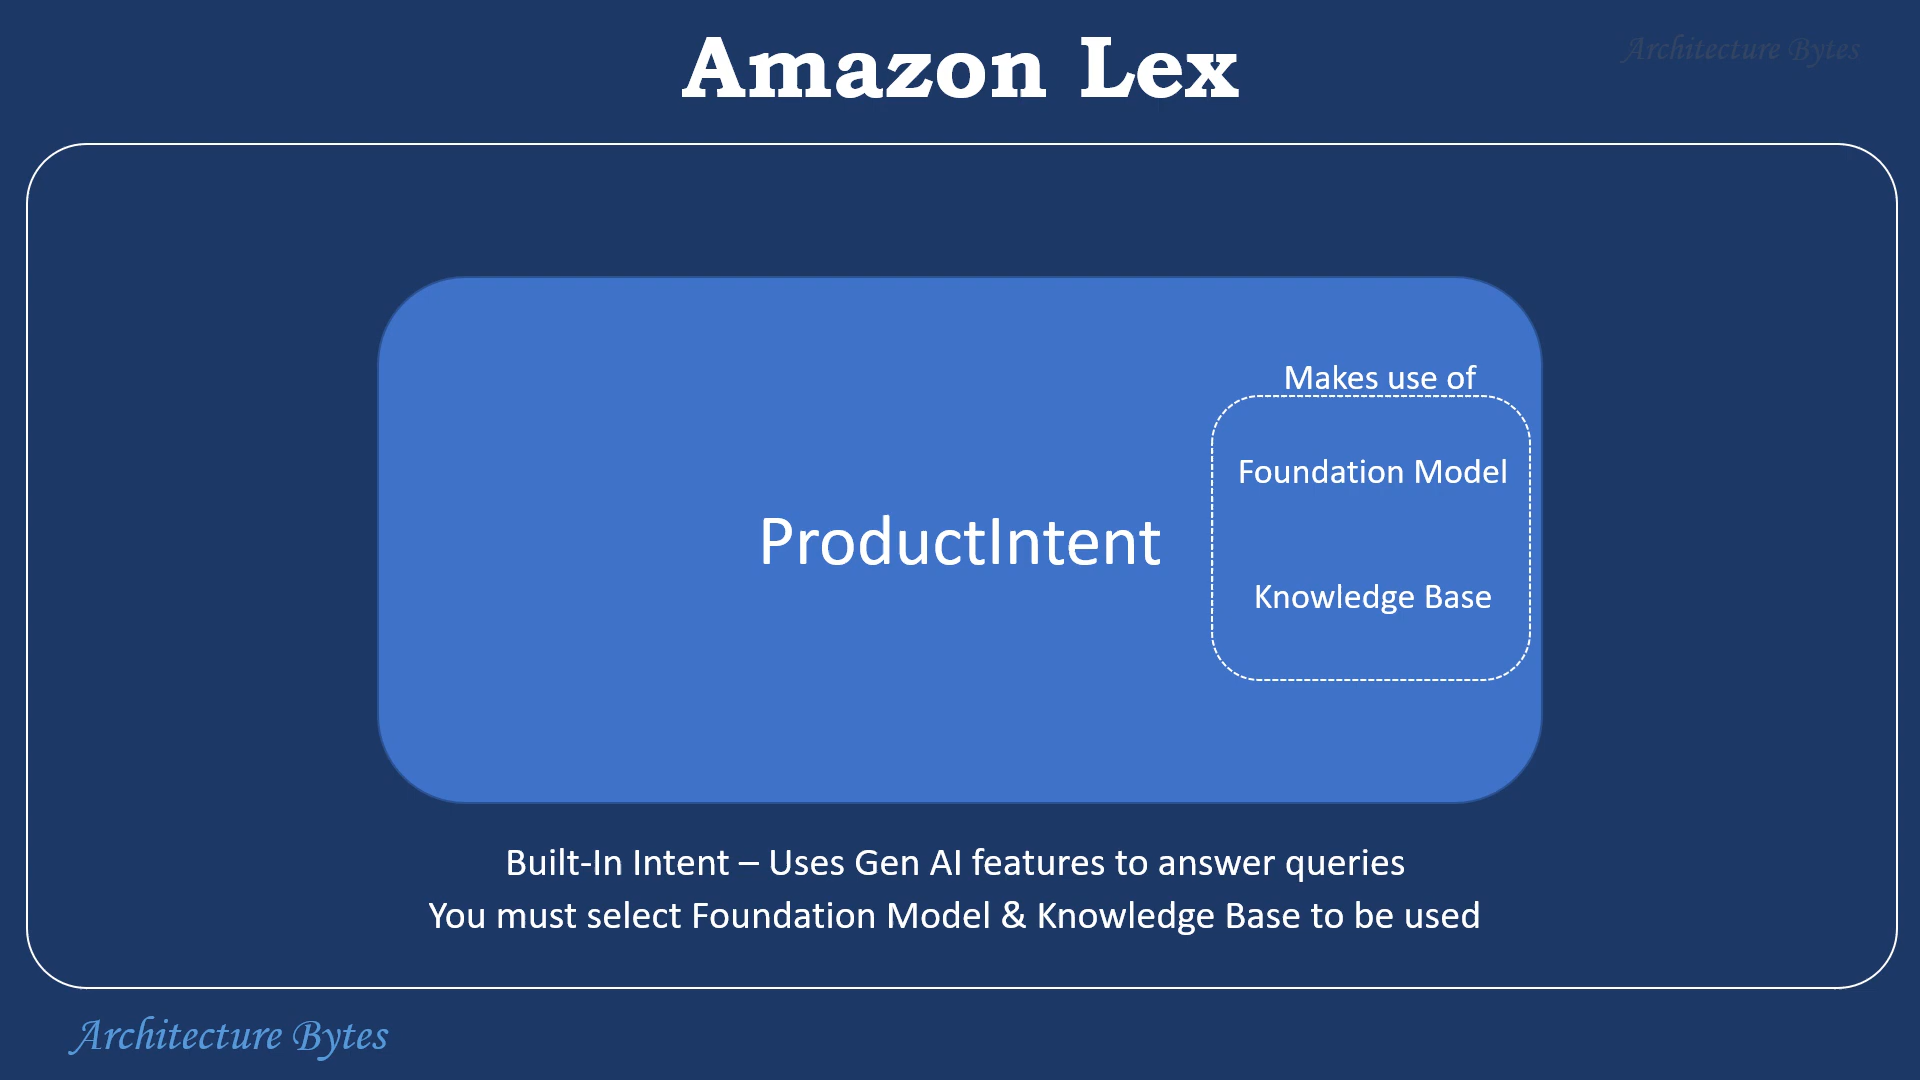 Amazon Lex
Architecture Bytes
Makes use of
Foundation Model
ProductIntent
Knowledge Base
Built-In Intent – Uses Gen AI features to answer queries
You must select Foundation Model & Knowledge Base to be used
Architecture Bytes